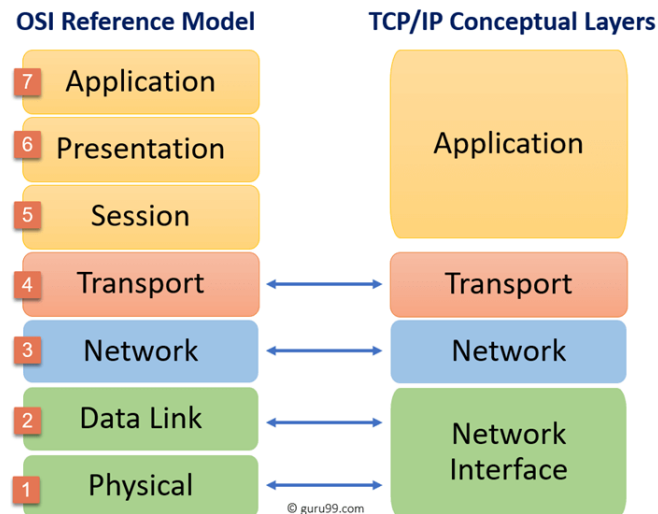 OSI Reference Model
TCP/IP Conceptual Layers
7 Application
6 Presentation
5 Session
4 Transport
3 Network
2 Data Link
1 Physical
Application
Transport
Network
Network
Interface
© guru99.com